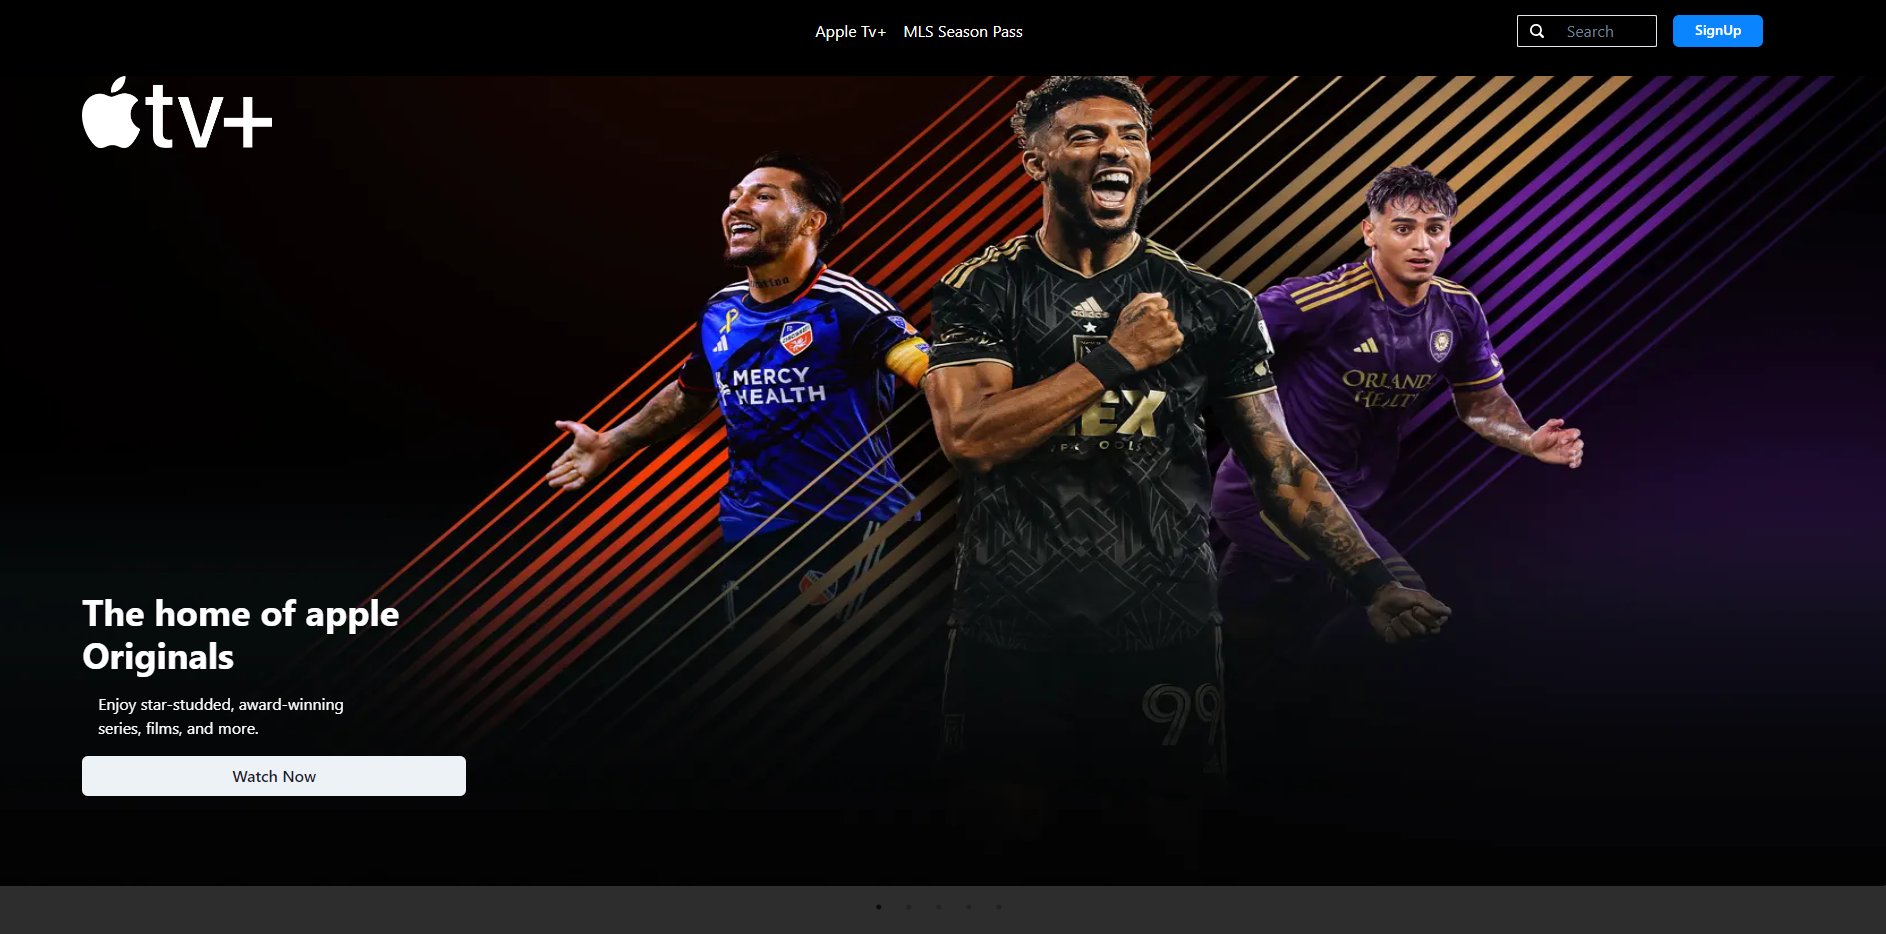 Apple Tv+ MLS Season Pass
Search
SignUp
tv+
adidas
MERCY
HEALTH
ORLANDO
HEALTH
99
The home of apple
Originals
Enjoy star-studded, award-winning
series, films, and more.
Watch Now